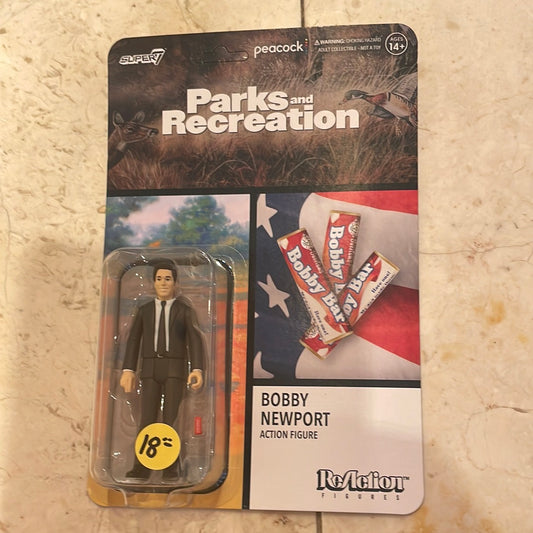 SUPER7
peacock
WARNING: CHOKING HAZARD
ADULT COLLECTIBLE - NOT A TOY
AGES
14+
Parks and
Recreation
Bobby Bar
Bobby Bar
Bobby Bar
BOBBY
NEWPORT
ACTION FIGURE
18=
ReAction
FIGURES